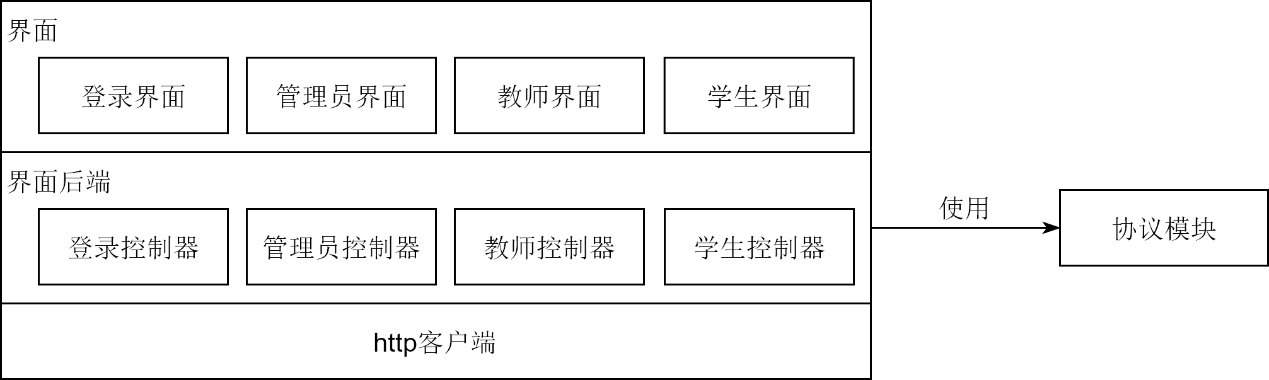 界面
登录界面
管理员界面
教师界面
学生界面
界面后端
登录控制器
管理员控制器
教师控制器
学生控制器
使用
协议模块
http客户端